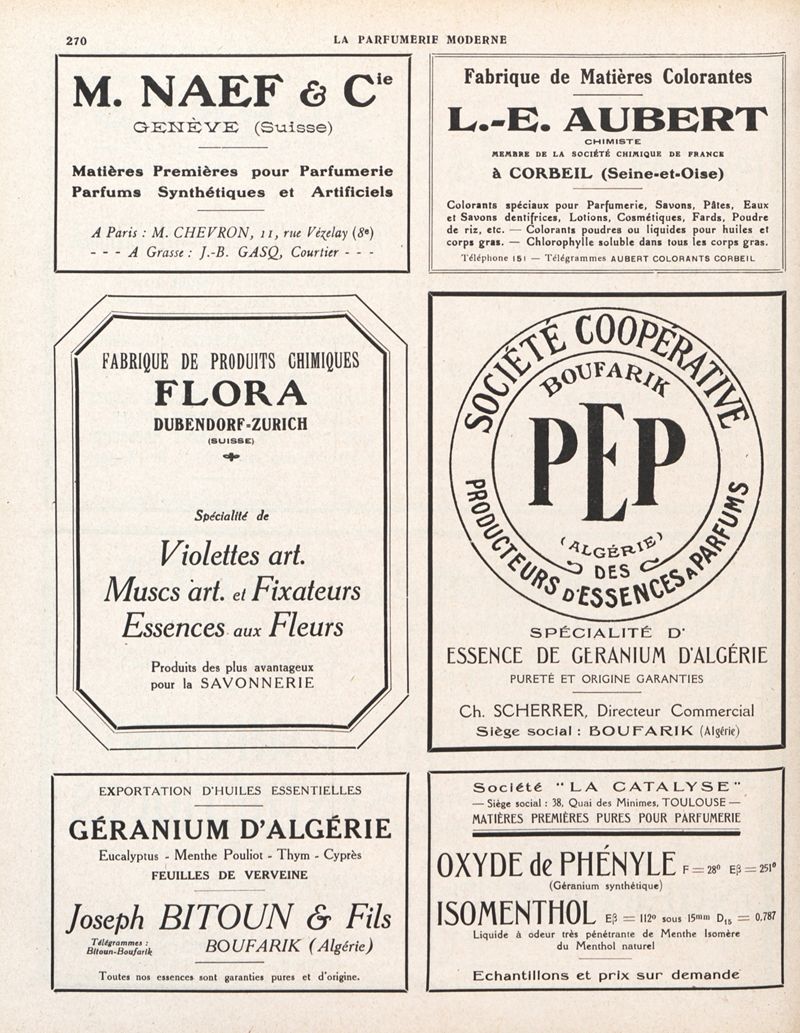 270
LA PARFUMERIE MODERNE
M. NAEF & Cie
GENÈVE (Suisse)
Matières Premières pour Parfumerie
Parfums Synthétiques et Artificiels
A Paris : M. CHEVRON, 11, rue Vézelay (8e)
- - - A Grasse : J.-B. GASQ, Courtier - - -
Fabrique de Matières Colorantes
L.-E. AUBERT
CHIMISTE
MEMBRE DE LA SOCIÉTÉ CHIMIQUE DE FRANCE
à CORBEIL (Seine-et-Oise)
Colorants spéciaux pour Parfumerie, Savons, Pâtes, Eaux
et Savons dentifrices, Lotions, Cosmétiques, Fards, Poudre
de riz, etc. — Colorants poudres ou liquides pour huiles et
corps gras. — Chlorophylle soluble dans tous les corps gras.
Téléphone 151 — Télégrammes AUBERT COLORANTS CORBEIL
FABRIQUE DE PRODUITS CHIMIQUES
FLORA
DUBENDORF-ZURICH
(SUISSE)
Spécialité de
Violettes art.
Muscs art. et Fixateurs
Essences aux Fleurs
Produits des plus avantageux
pour la SAVONNERIE
SOCIÉTÉ COOPÉRATIVE
BOUFARIK
PEP
(ALGÉRIE)
DES
PRODUCTEURS D'ESSENCES A PARFUMS
SPÉCIALITÉ D'
ESSENCE DE GERANIUM D'ALGÉRIE
PURETÉ ET ORIGINE GARANTIES
Ch. SCHERRER, Directeur Commercial
Siège social : BOUFARIK (Algérie)
EXPORTATION D'HUILES ESSENTIELLES
GÉRANIUM D'ALGÉRIE
Eucalyptus - Menthe Pouliot - Thym - Cyprès
FEUILLES DE VERVEINE
Joseph BITOUN & Fils
Télégrammes :
Bitoun-Boufarik
BOUFARIK (Algérie)
Toutes nos essences sont garanties pures et d'origine.
Société "LA CATALYSE"
— Siège social : 38, Quai des Minimes, TOULOUSE —
MATIÈRES PREMIÈRES PURES POUR PARFUMERIE
OXYDE de PHÉNYLE F = 28° Eβ = 251°
(Géranium synthétique)
ISOMENTHOL Eβ = 112° sous 15mm D15 = 0.787
Liquide à odeur très pénétrante de Menthe Isomère
du Menthol naturel
Echantillons et prix sur demande